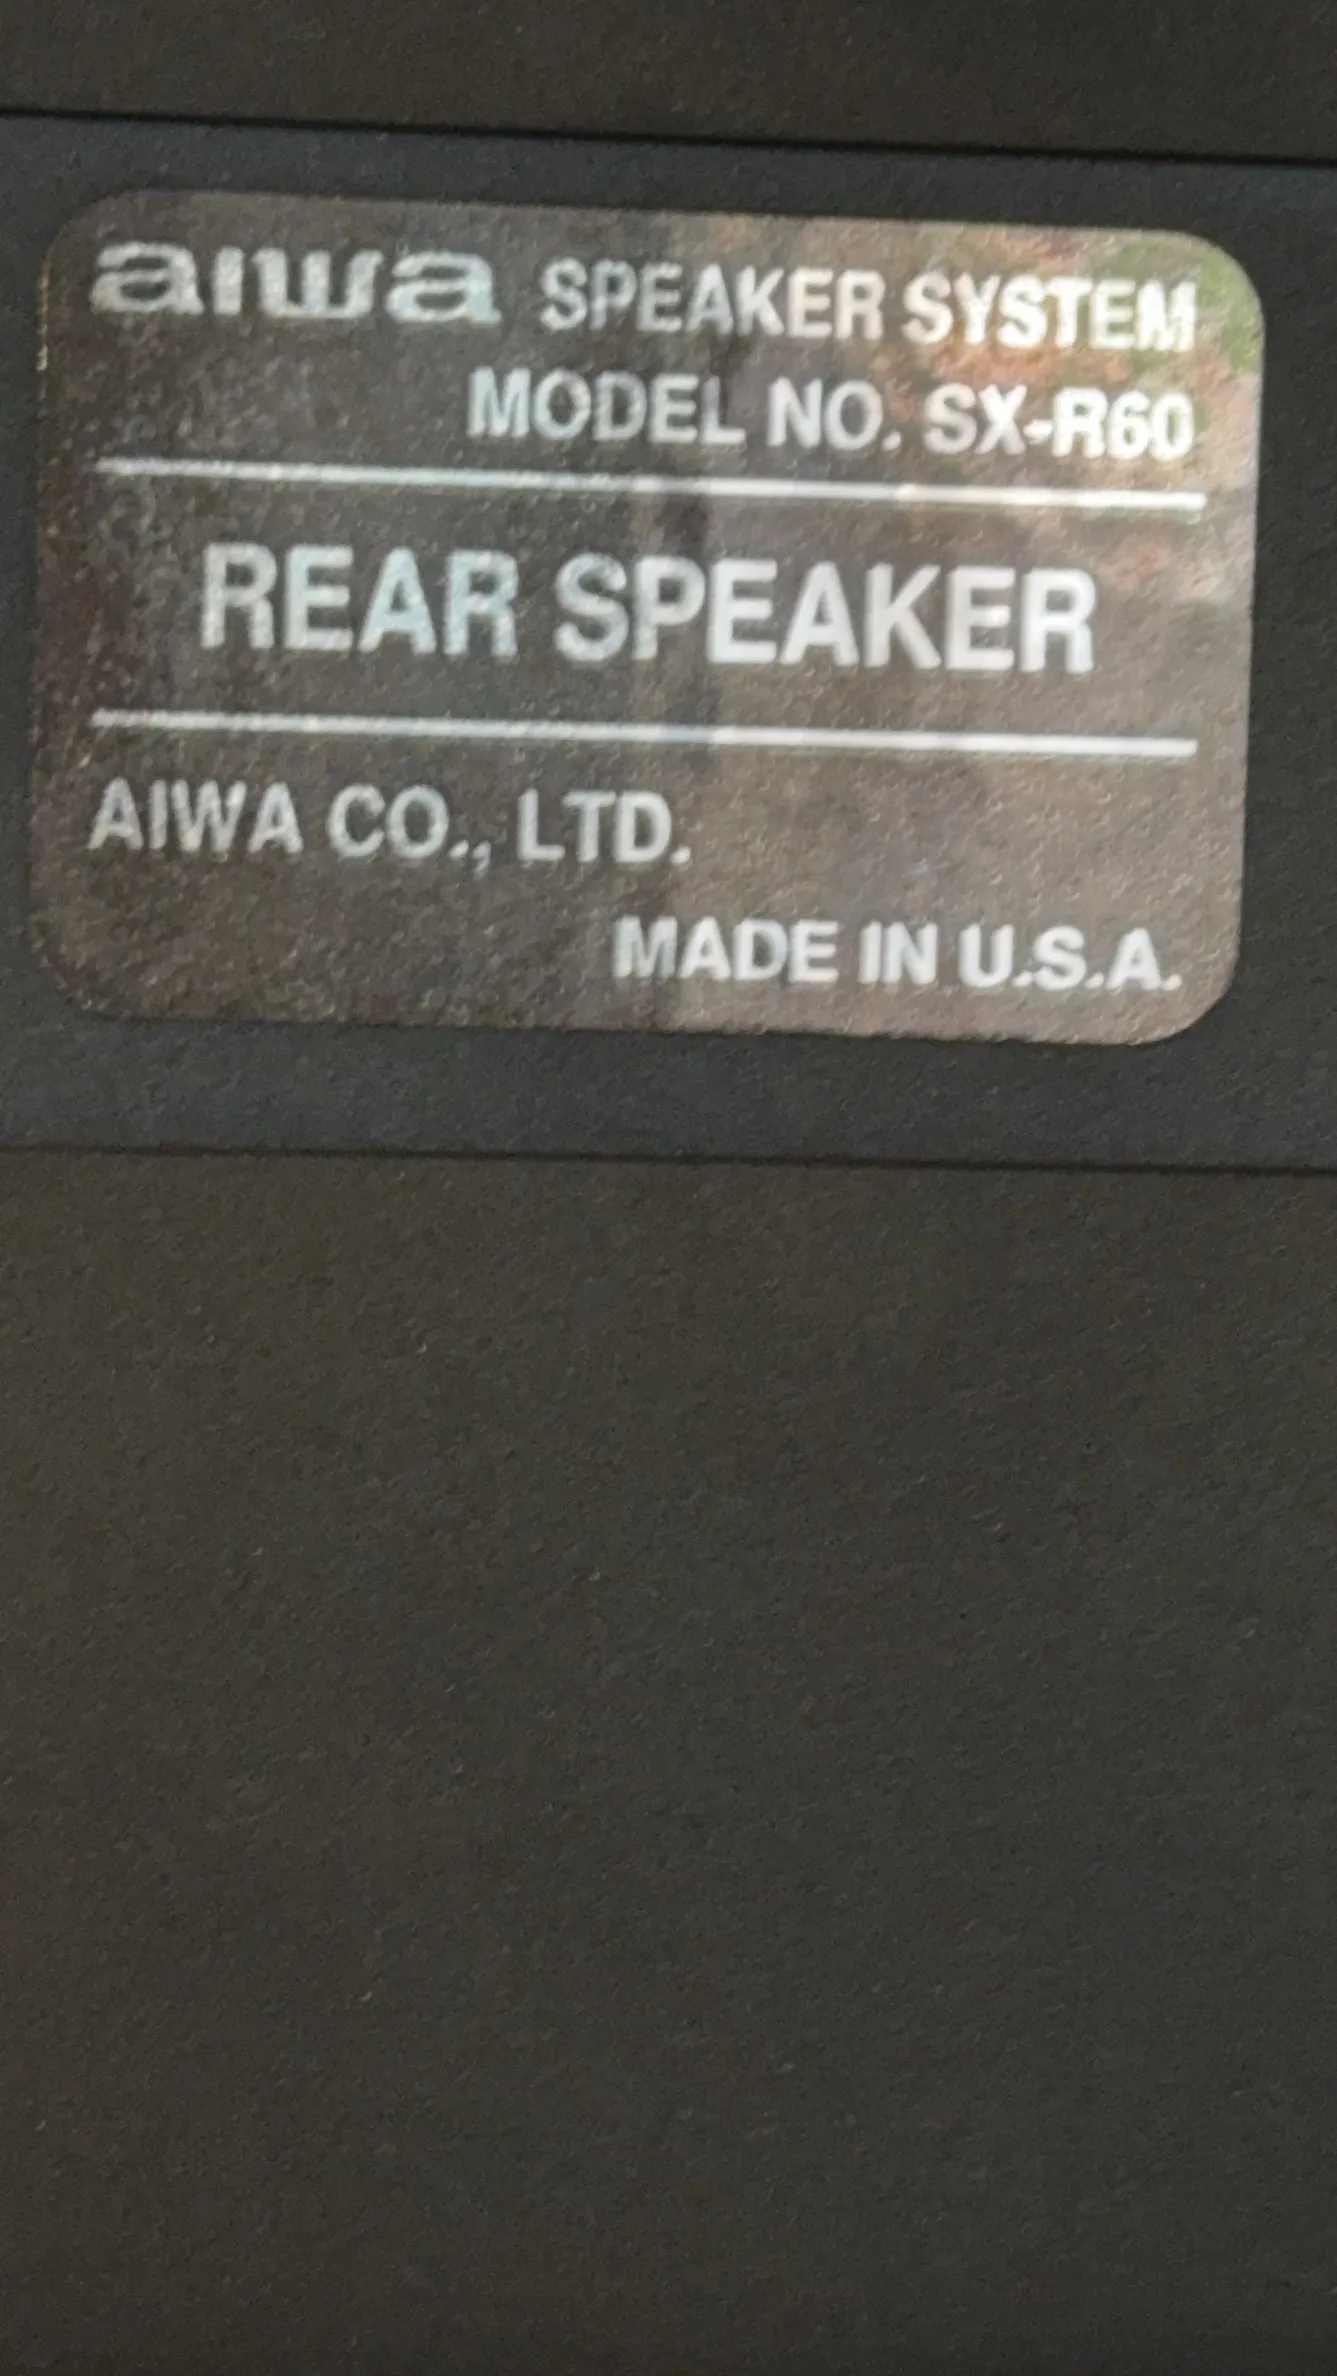 aiwa SPEAKER SYSTEM
MODEL NO. SX-R60
REAR SPEAKER
AIWA CO., LTD.
MADE IN U.S.A.